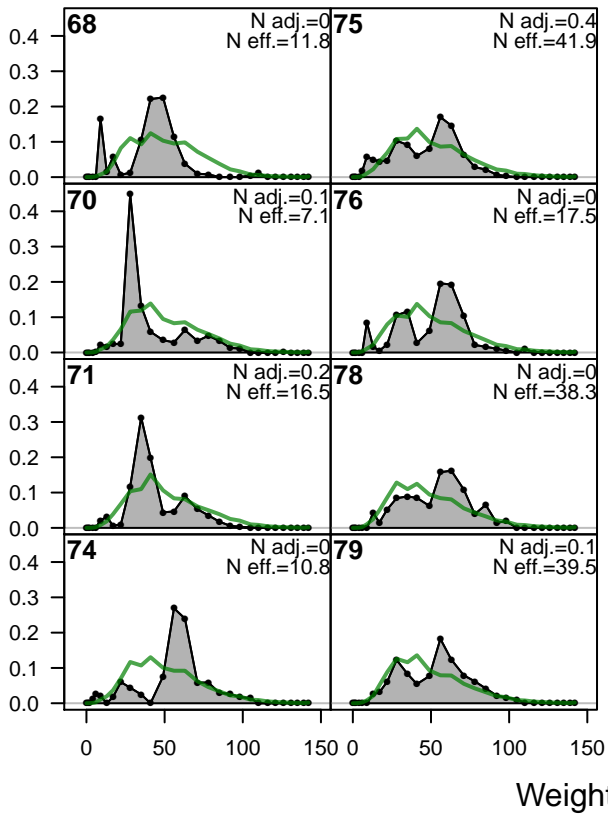 68
N adj.=0
N eff.=11.8
75
N adj.=0.4
N eff.=41.9
70
N adj.=0.1
N eff.=7.1
76
N adj.=0
N eff.=17.5
71
N adj.=0.2
N eff.=16.5
78
N adj.=0
N eff.=38.3
74
N adj.=0
N eff.=10.8
79
N adj.=0.1
N eff.=39.5
0.4
0.3
0.2
0.1
0.0
0.4
0.3
0.2
0.1
0.0
0.4
0.3
0.2
0.1
0.0
0.4
0.3
0.2
0.1
0.0
0 50 100 150 0 50 100 150
Weight